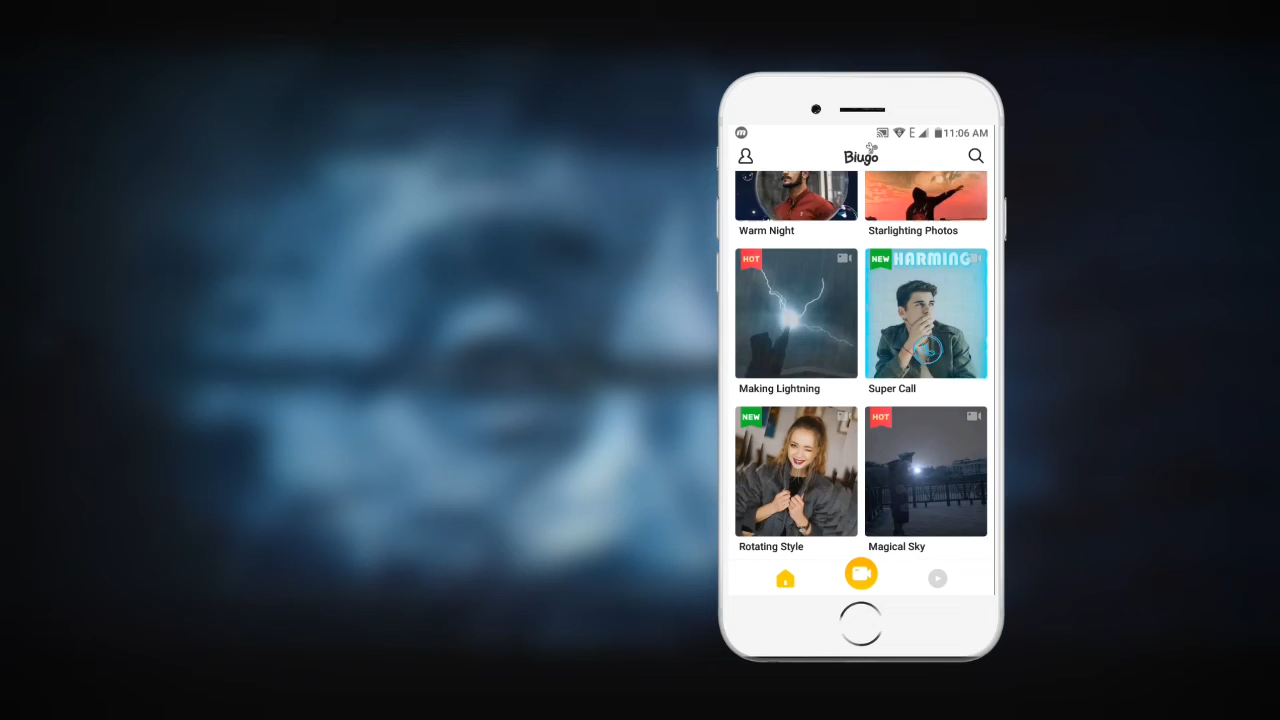 m
E 11:06 AM
Biugo
Warm Night
Starlighting Photos
HOT
NEW HARMING
Making Lightning
Super Call
NEW
HOT
Rotating Style
Magical Sky